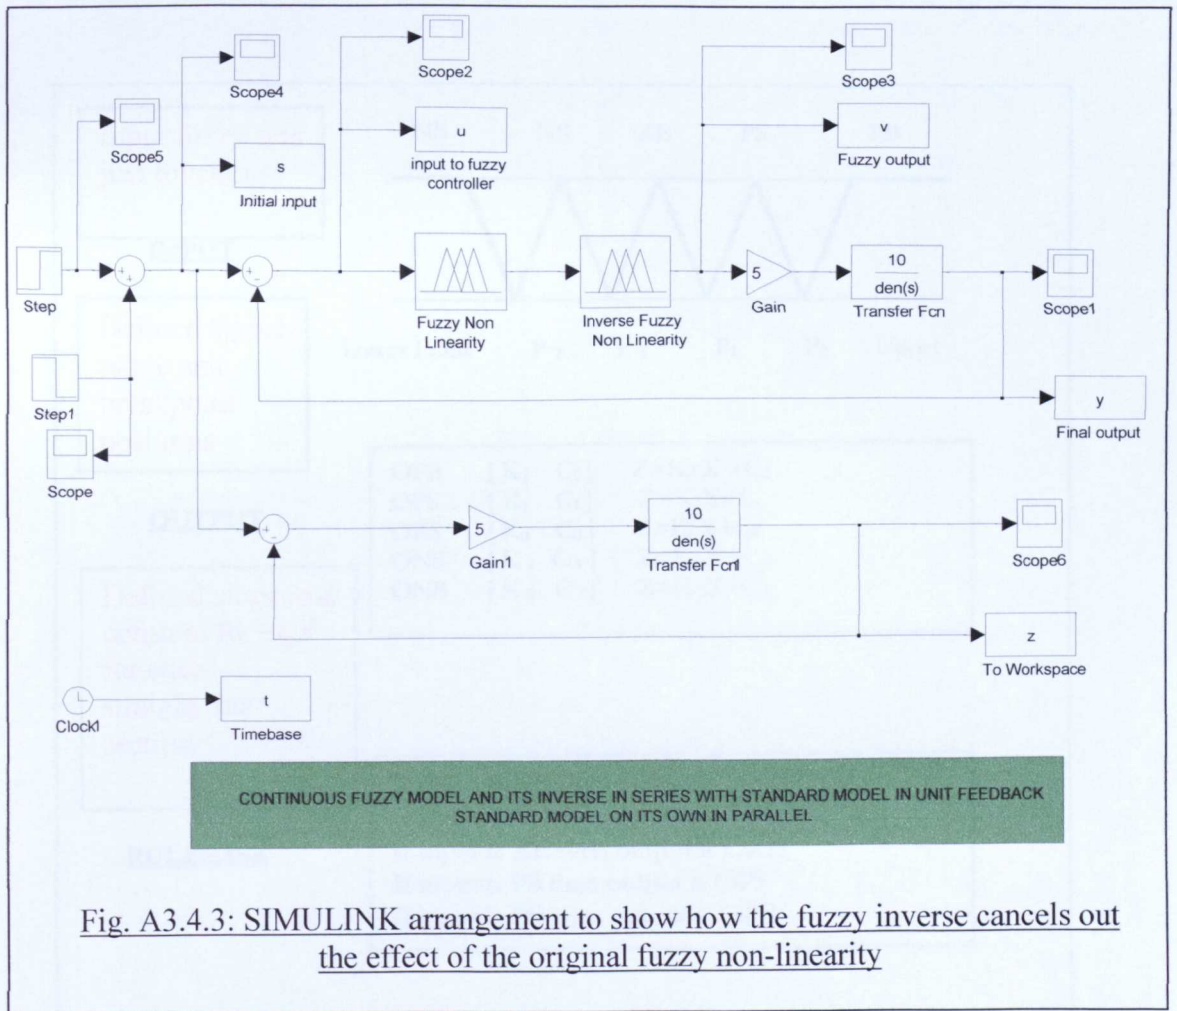 Scope2
Scope4
Scope3
Scope5
u
input to fuzzy
controller
v
Fuzzy output
s
Initial input
Step
+
+
+
-
Fuzzy Non
Linearity
Inverse Fuzzy
Non Linearity
5
Gain
10
den(s)
Transfer Fcn
Scope1
Step1
y
Final output
Scope
+
-
5
Gain1
10
den(s)
Transfer Fcn1
Scope6
z
To Workspace
Clock1
t
Timebase
CONTINUOUS FUZZY MODEL AND ITS INVERSE IN SERIES WITH STANDARD MODEL IN UNIT FEEDBACK
STANDARD MODEL ON ITS OWN IN PARALLEL
Fig. A3.4.3: SIMULINK arrangement to show how the fuzzy inverse cancels out
the effect of the original fuzzy non-linearity